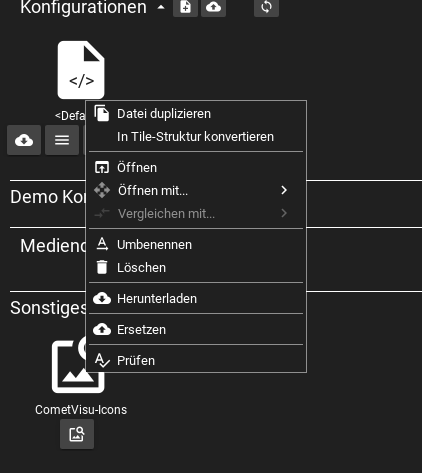 Konfigurationen
</>
<Defa
Datei duplizieren
In Tile-Struktur konvertieren
Öffnen
Öffnen mit...
Vergleichen mit...
Umbenennen
Löschen
Herunterladen
Ersetzen
Prüfen
Demo Kon
Mediend
Sonstiges
CometVisu-Icons